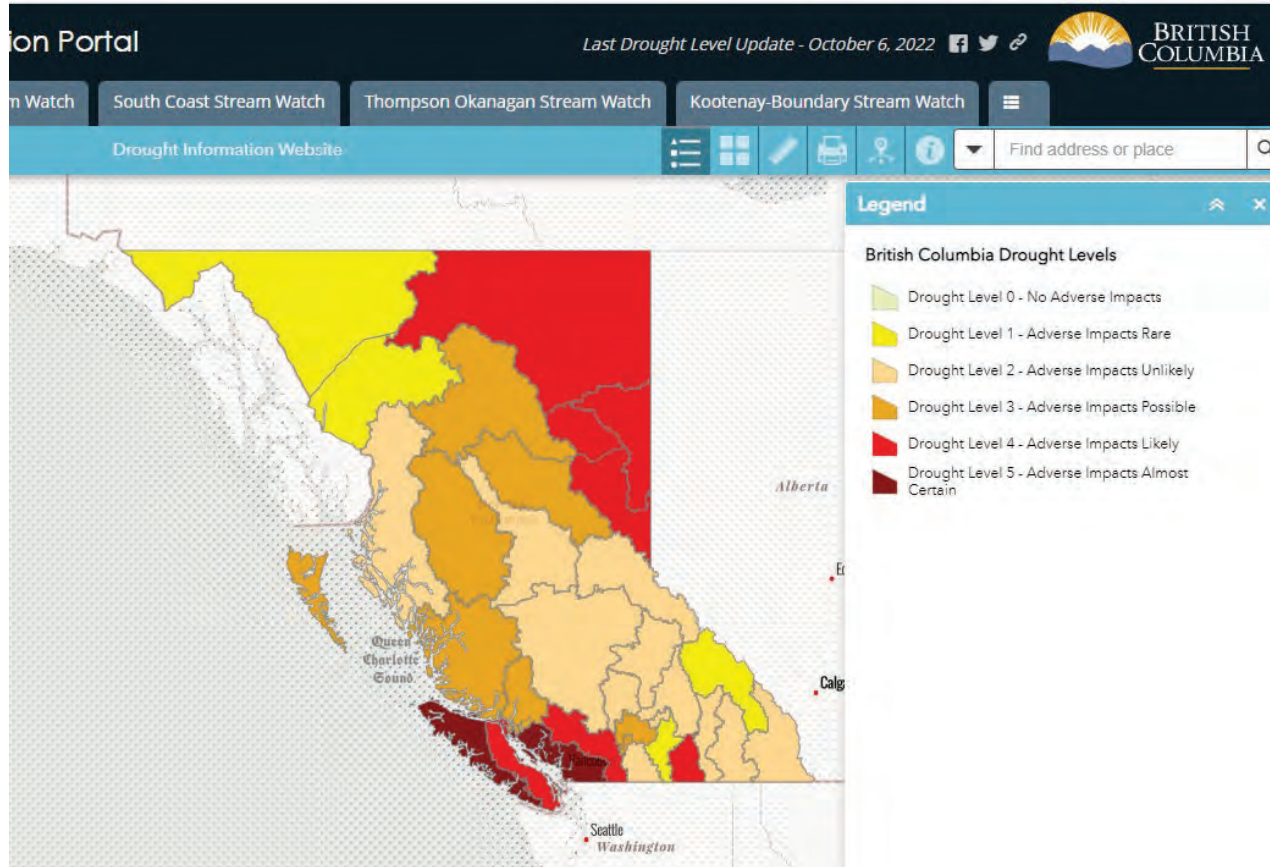 ion Portal
Last Drought Level Update - October 6, 2022
BRITISH
COLUMBIA
m Watch
South Coast Stream Watch
Thompson Okanagan Stream Watch
Kootenay-Boundary Stream Watch
Drought Information Website
Find address or place
Legend
British Columbia Drought Levels
Drought Level 0 - No Adverse Impacts
Drought Level 1 - Adverse Impacts Rare
Drought Level 2 - Adverse Impacts Unlikely
Drought Level 3 - Adverse Impacts Possible
Drought Level 4 - Adverse Impacts Likely
Drought Level 5 - Adverse Impacts Almost
Certain
Alberta
Queen
Charlotte
Sound
Calg
Seattle
Washington